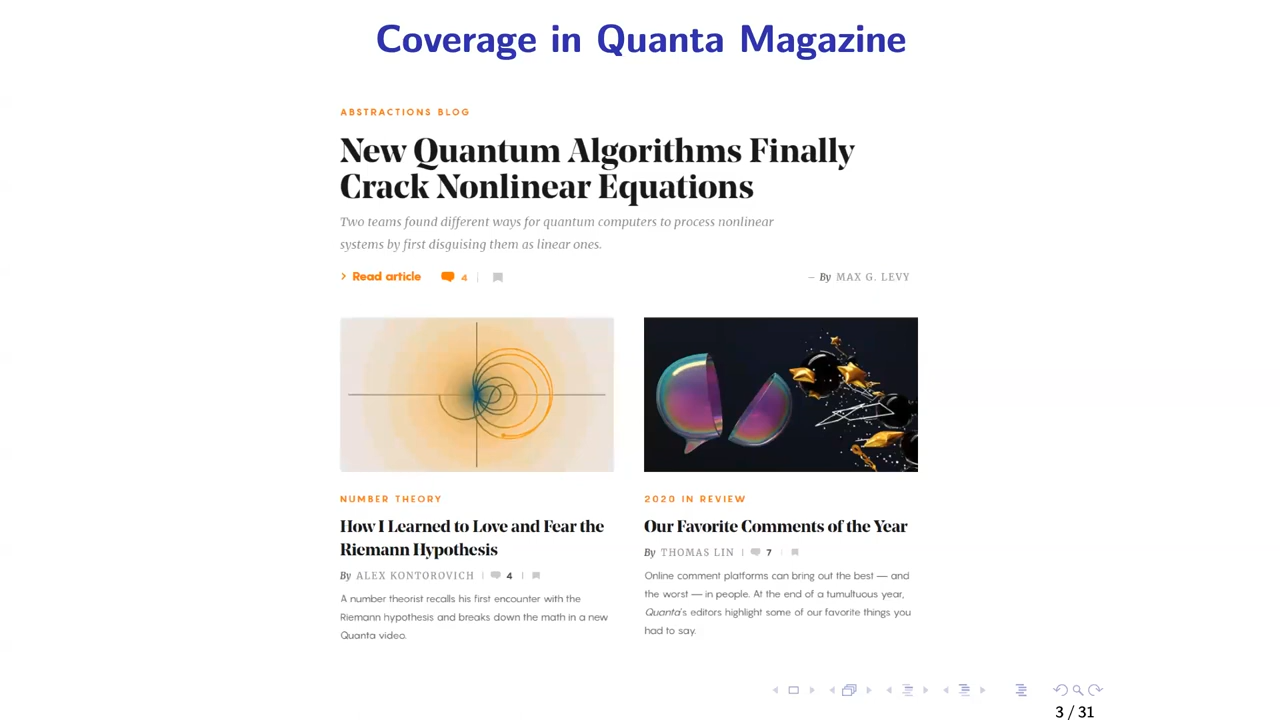 Coverage in Quanta Magazine
ABSTRACTIONS BLOG
New Quantum Algorithms Finally
Crack Nonlinear Equations
Two teams found different ways for quantum computers to process nonlinear
systems by first disguising them as linear ones.
Read article 4
– By MAX G. LEVY
NUMBER THEORY
How I Learned to Love and Fear the
Riemann Hypothesis
By ALEX KONTOROVICH | 4 |
A number theorist recalls his first encounter with the
Riemann hypothesis and breaks down the math in a new
Quanta video.
2020 IN REVIEW
Our Favorite Comments of the Year
By THOMAS LIN | 7 |
Online comment platforms can bring out the best — and
the worst — in people. At the end of a tumultuous year,
Quanta's editors highlight some of our favorite things you
had to say.
3 / 31